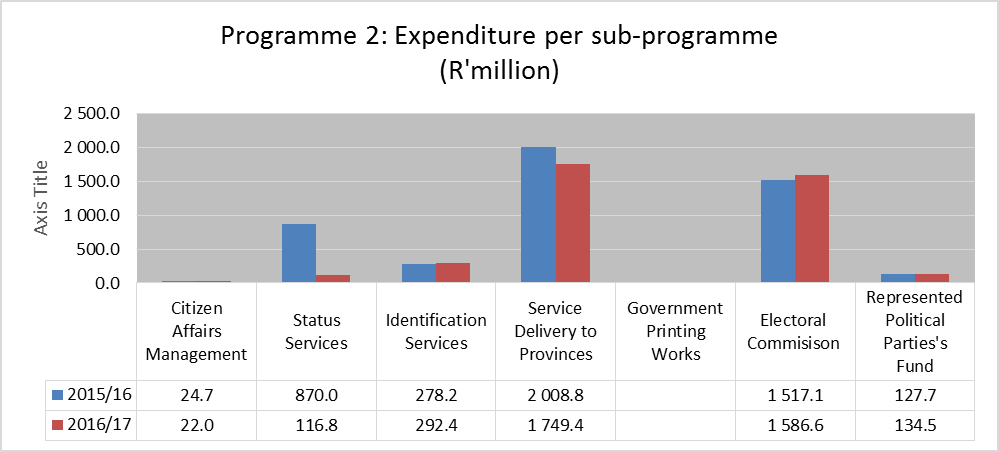 Programme 2: Expenditure per sub-programme
(R'million)
Axis Title
2 500.0
2 000.0
1 500.0
1 000.0
500.0
0.0
Citizen
Affairs
Management
Status
Services
Identification
Services
Service
Delivery to
Provinces
Government
Printing
Works
Electoral
Commisison
Represented
Political
Parties's
Fund
2015/16 24.7 870.0 278.2 2 008.8 1 517.1 127.7
2016/17 22.0 116.8 292.4 1 749.4 1 586.6 134.5